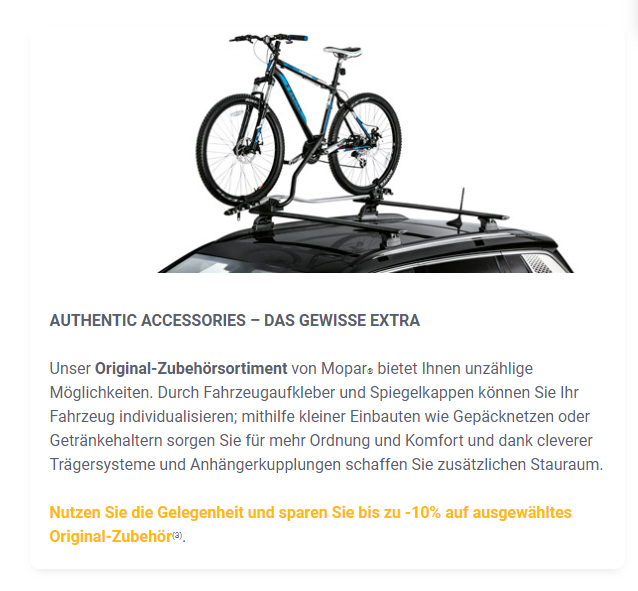 AUTHENTIC ACCESSORIES – DAS GEWISSE EXTRA
Unser Original-Zubehörsortiment von Mopar® bietet Ihnen unzählige
Möglichkeiten. Durch Fahrzeugaufkleber und Spiegelkappen können Sie Ihr
Fahrzeug individualisieren; mithilfe kleiner Einbauten wie Gepäcknetzen oder
Getränkehaltern sorgen Sie für mehr Ordnung und Komfort und dank cleverer
Trägersysteme und Anhängerkupplungen schaffen Sie zusätzlichen Stauraum.
Nutzen Sie die Gelegenheit und sparen Sie bis zu -10% auf ausgewähltes
Original-Zubehör(3).